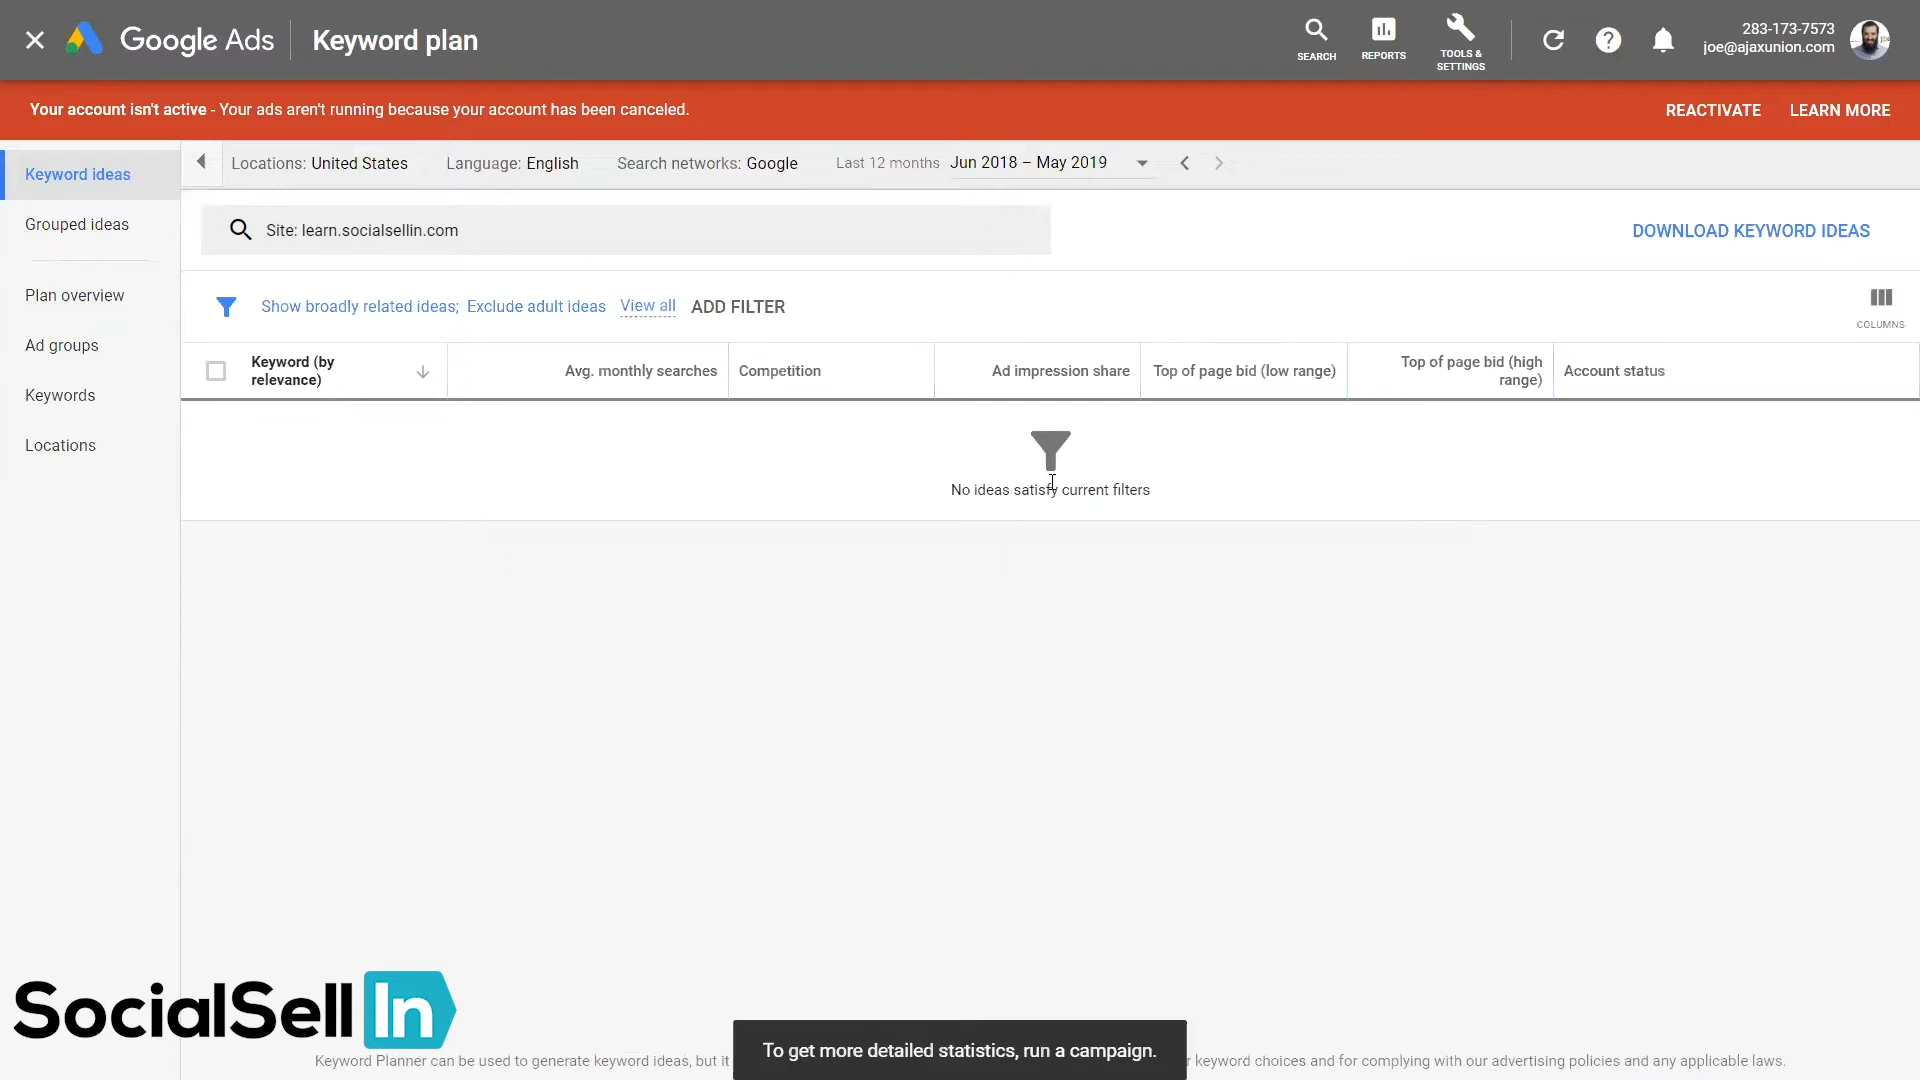 Google Ads
Keyword plan
SEARCH
REPORTS
TOOLS &
SETTINGS
283-173-7573
joe@ajaxunion.com
Your account isn't active - Your ads aren't running because your account has been canceled.
REACTIVATE
LEARN MORE
Keyword ideas
Grouped ideas
Plan overview
Ad groups
Keywords
Locations
Locations: United States
Language: English
Search networks: Google
Last 12 months
Jun 2018 – May 2019
Site: learn.socialsellin.com
DOWNLOAD KEYWORD IDEAS
Show broadly related ideas; Exclude adult ideas
View all
ADD FILTER
COLUMNS
Keyword (by
relevance)
Avg. monthly searches
Competition
Ad impression share
Top of page bid (low range)
Top of page bid (high
range)
Account status
No ideas satisfy current filters
SocialSell In
To get more detailed statistics, run a campaign.
Keyword Planner can be used to generate keyword ideas, but it
keyword choices and for complying with our advertising policies and any applicable laws.